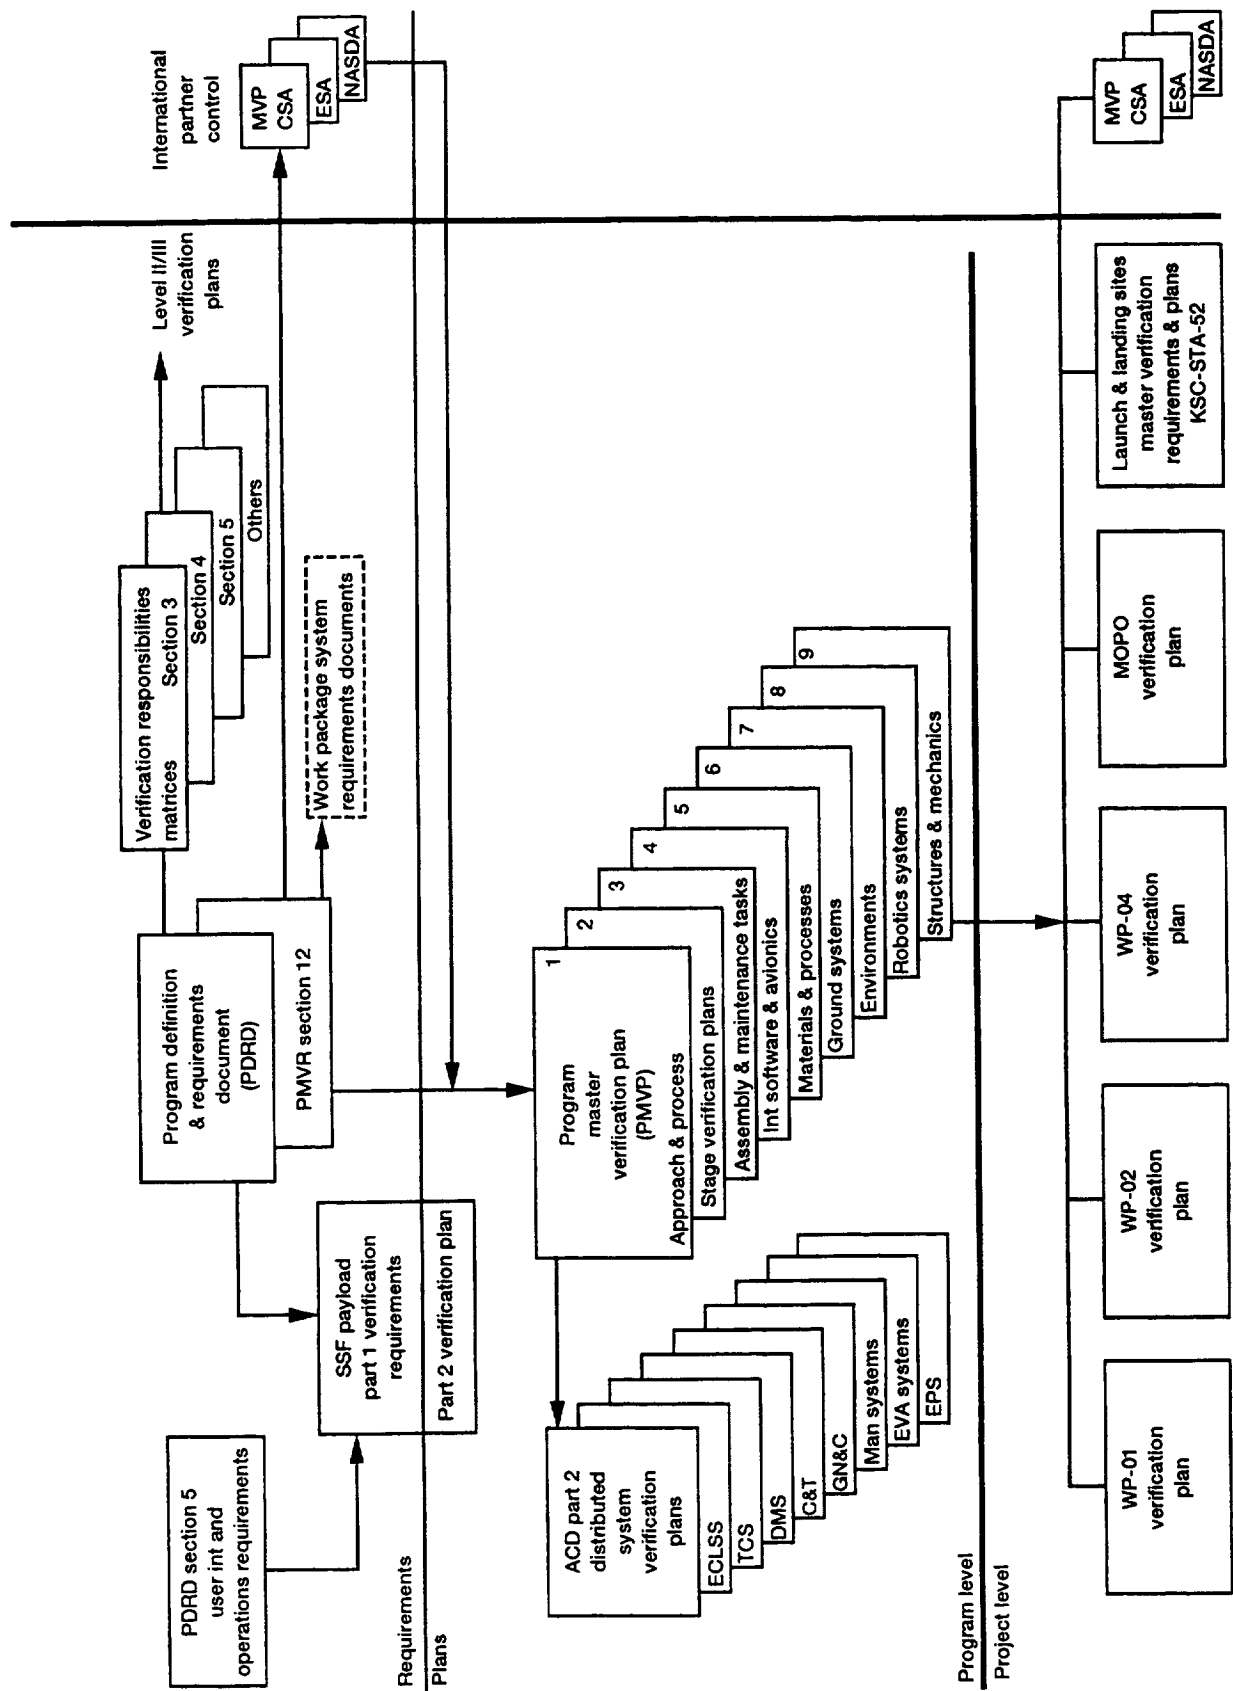 PDRD section 5
user int and
operations requirements
Program definition
& requirements
document
(PDRD)
PMVR section 12
Verification responsibilities
matrices Section 3
Section 4
Section 5
Others
Level II/III
verification
plans
International
partner
control
MVP
CSA
ESA
NASDA
Work package system
requirements documents
SSF payload
part 1 verification
requirements
Part 2 verification plan
Requirements
Plans
ACD part 2
distributed
system
verification
plans
ECLSS
TCS
DMS
C&T
GN&C
Man systems
EVA systems
EPS
1
Program
master
verification plan
(PMVP)
Approach & process
2
Stage verification plans
3
Assembly & maintenance tasks
4
Int software & avionics
5
Materials & processes
6
Ground systems
7
Environments
8
Robotics systems
9
Structures & mechanics
Program level
Project level
WP-01
verification
plan
WP-02
verification
plan
WP-04
verification
plan
MOPO
verification
plan
Launch & landing sites
master verification
requirements & plans
KSC-STA-52
MVP
CSA
ESA
NASDA